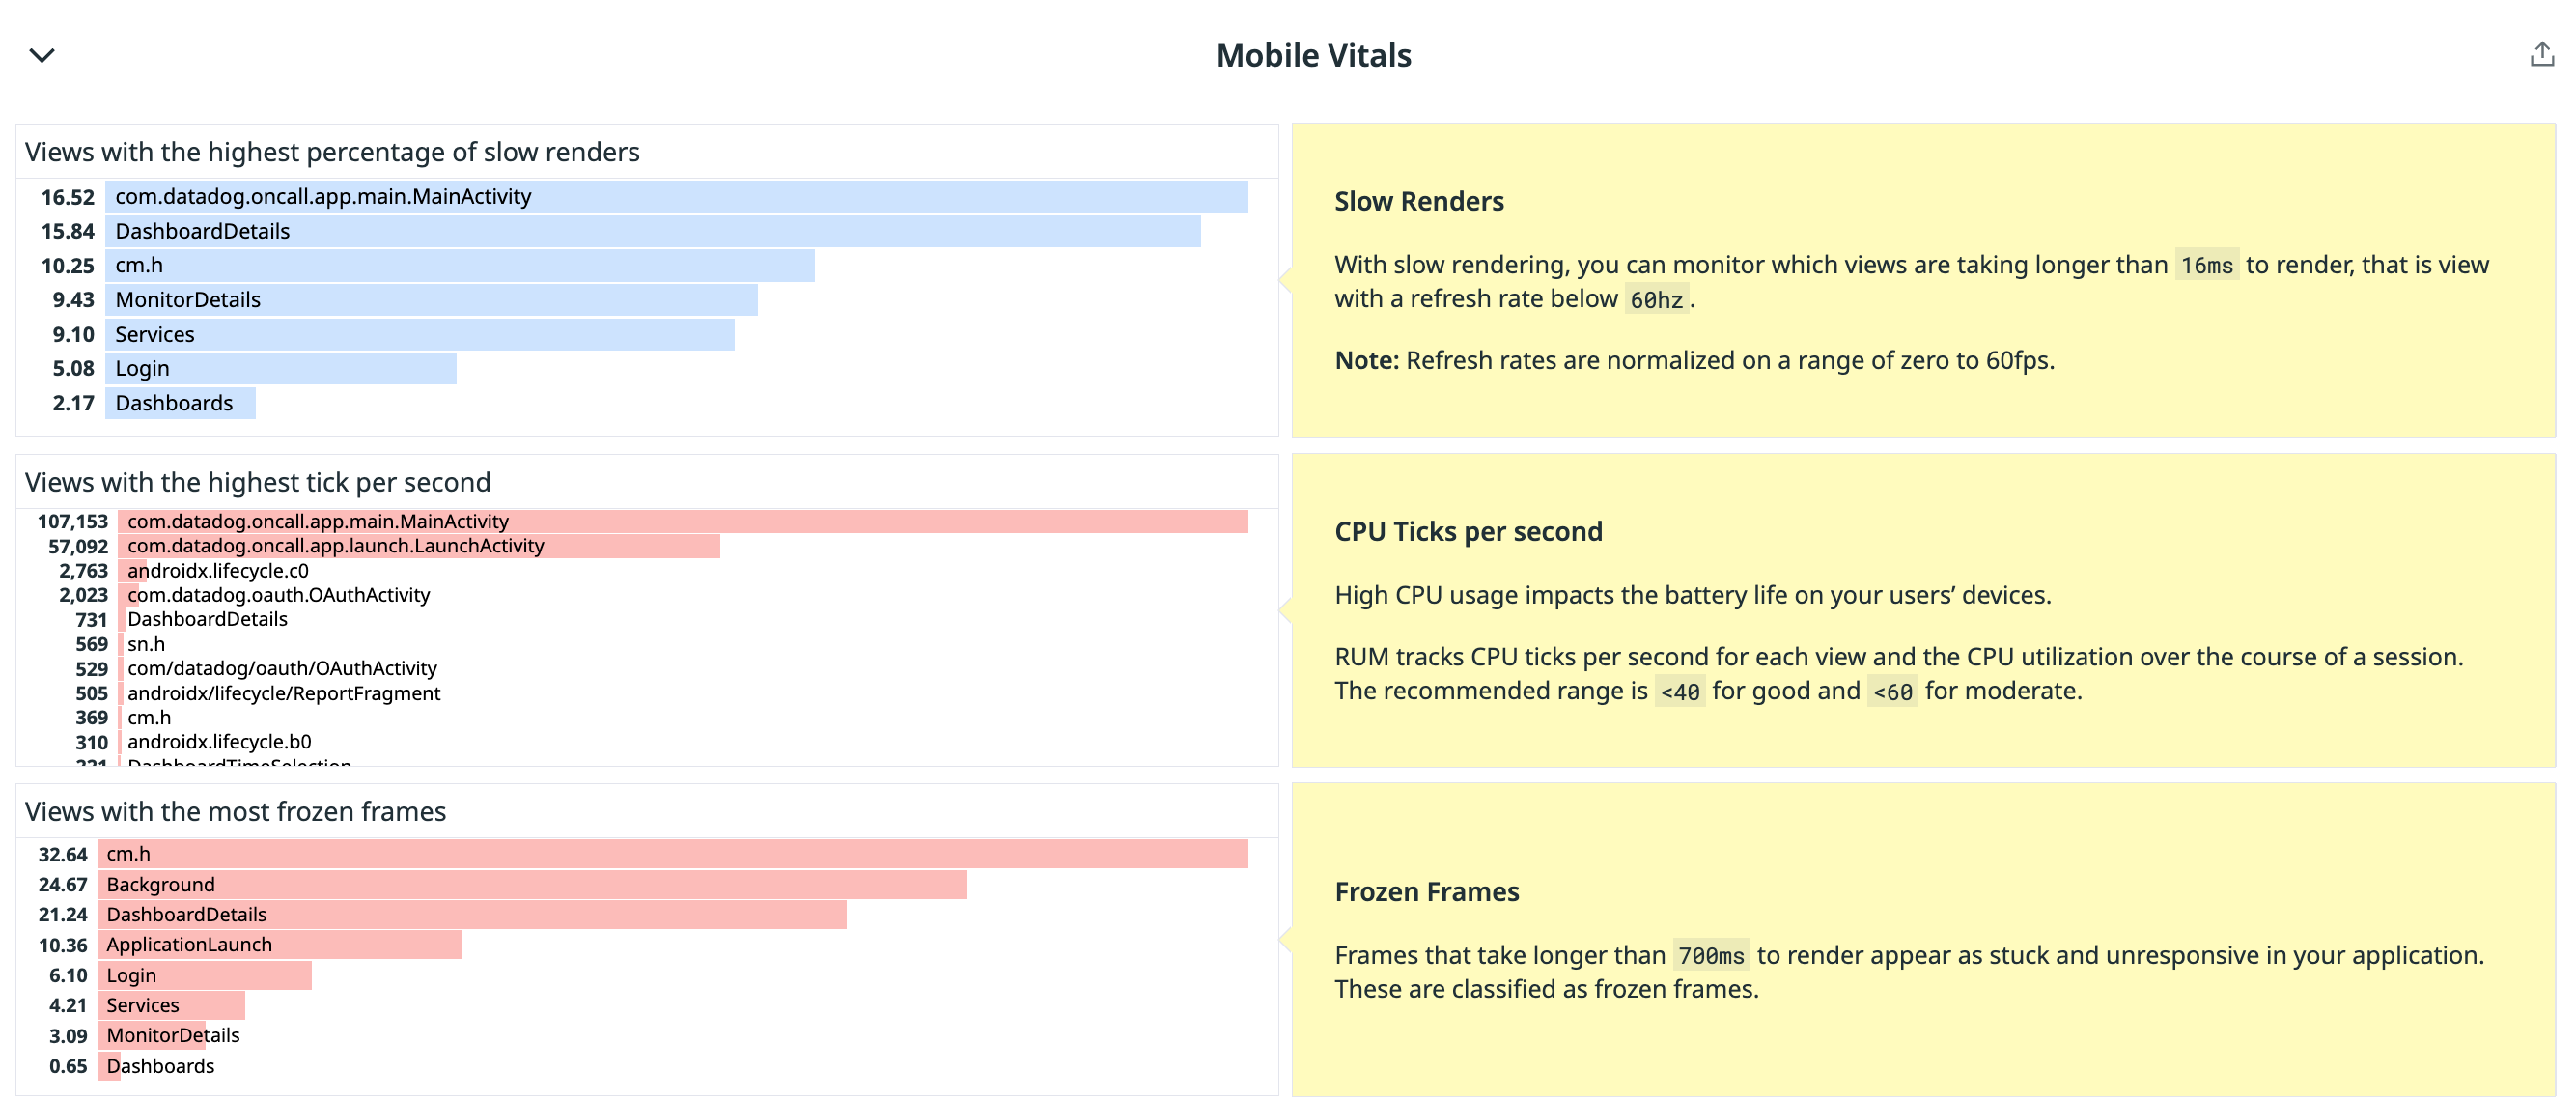 Mobile Vitals
Views with the highest percentage of slow renders
16.52 com.datadog.oncall.app.main.MainActivity
15.84 DashboardDetails
10.25 cm.h
9.43 MonitorDetails
9.10 Services
5.08 Login
2.17 Dashboards
Slow Renders
With slow rendering, you can monitor which views are taking longer than 16ms to render, that is view
with a refresh rate below 60hz.
Note: Refresh rates are normalized on a range of zero to 60fps.
Views with the highest tick per second
107,153 com.datadog.oncall.app.main.MainActivity
57,092 com.datadog.oncall.app.launch.LaunchActivity
2,763 androidx.lifecycle.c0
2,023 com.datadog.oauth.OAuthActivity
731 DashboardDetails
569 sn.h
529 com/datadog/oauth/OAuthActivity
505 androidx/lifecycle/ReportFragment
369 cm.h
310 androidx.lifecycle.b0
DashboardTimeSelection
CPU Ticks per second
High CPU usage impacts the battery life on your users’ devices.
RUM tracks CPU ticks per second for each view and the CPU utilization over the course of a session.
The recommended range is <40 for good and <60 for moderate.
Views with the most frozen frames
32.64 cm.h
24.67 Background
21.24 DashboardDetails
10.36 ApplicationLaunch
6.10 Login
4.21 Services
3.09 MonitorDetails
0.65 Dashboards
Frozen Frames
Frames that take longer than 700ms to render appear as stuck and unresponsive in your application.
These are classified as frozen frames.